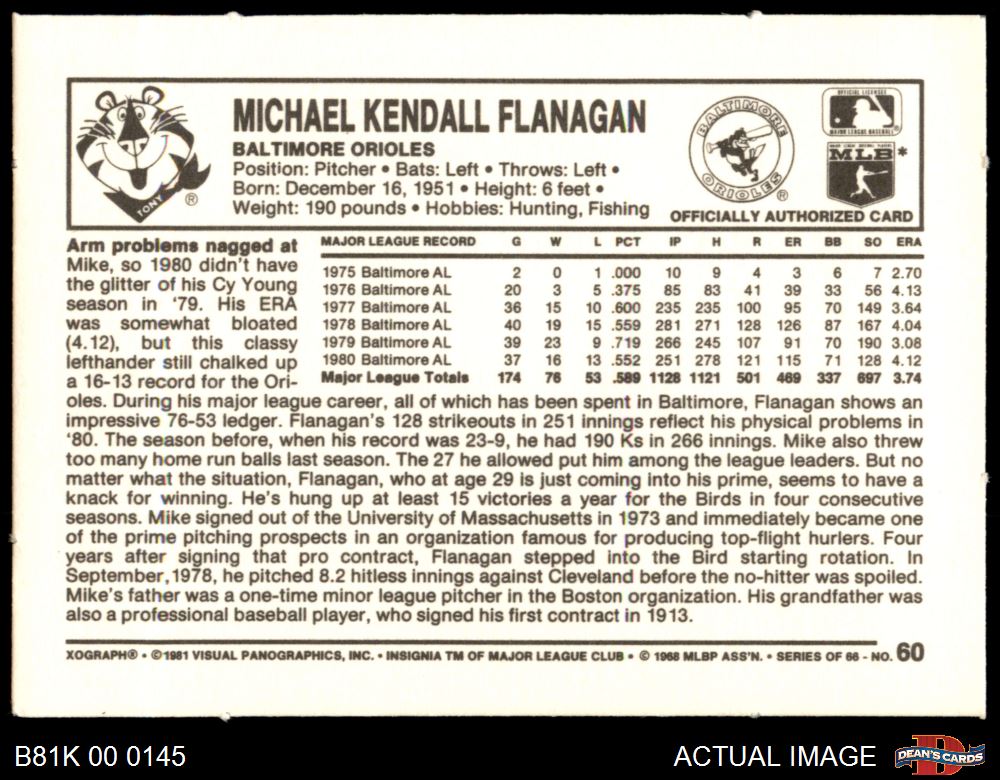 MICHAEL KENDALL FLANAGAN
BALTIMORE ORIOLES
Position: Pitcher • Bats: Left • Throws: Left •
Born: December 16, 1951 • Height: 6 feet •
Weight: 190 pounds • Hobbies: Hunting, Fishing
TONY ®
BALTIMORE
ORIOLES ®
OFFICIAL LICENSEE
MAJOR LEAGUE BASEBALL ®
MLB *
OFFICIALLY AUTHORIZED CARD
MAJOR LEAGUE RECORD G W L PCT IP H R ER BB SO ERA
1975 Baltimore AL 2 0 1 .000 10 9 4 3 6 7 2.70
1976 Baltimore AL 20 3 5 .375 85 83 41 39 33 56 4.13
1977 Baltimore AL 36 15 10 .600 235 235 100 95 70 149 3.64
1978 Baltimore AL 40 19 15 .559 281 271 128 126 87 167 4.04
1979 Baltimore AL 39 23 9 .719 266 245 107 91 70 190 3.08
1980 Baltimore AL 37 16 13 .552 251 278 121 115 71 128 4.12
Major League Totals 174 76 53 .589 1128 1121 501 469 337 697 3.74
Arm problems nagged at
Mike, so 1980 didn't have
the glitter of his Cy Young
season in '79. His ERA
was somewhat bloated
(4.12), but this classy
lefthander still chalked up
a 16-13 record for the Ori-
oles. During his major league career, all of which has been spent in Baltimore, Flanagan shows an
impressive 76-53 ledger. Flanagan's 128 strikeouts in 251 innings reflect his physical problems in
'80. The season before, when his record was 23-9, he had 190 Ks in 266 innings. Mike also threw
too many home run balls last season. The 27 he allowed put him among the league leaders. But no
matter what the situation, Flanagan, who at age 29 is just coming into his prime, seems to have a
knack for winning. He's hung up at least 15 victories a year for the Birds in four consecutive
seasons. Mike signed out of the University of Massachusetts in 1973 and immediately became one
of the prime pitching prospects in an organization famous for producing top-flight hurlers. Four
years after signing that pro contract, Flanagan stepped into the Bird starting rotation. In
September, 1978, he pitched 8.2 hitless innings against Cleveland before the no-hitter was spoiled.
Mike's father was a one-time minor league pitcher in the Boston organization. His grandfather was
also a professional baseball player, who signed his first contract in 1913.
XOGRAPH® • ©1981 VISUAL PANOGRAPHICS, INC. • INSIGNIA TM OF MAJOR LEAGUE CLUB • © 1968 MLBP ASS'N. • SERIES OF 66 - NO. 60
B81K 00 0145
ACTUAL IMAGE
DEAN'S CARDS